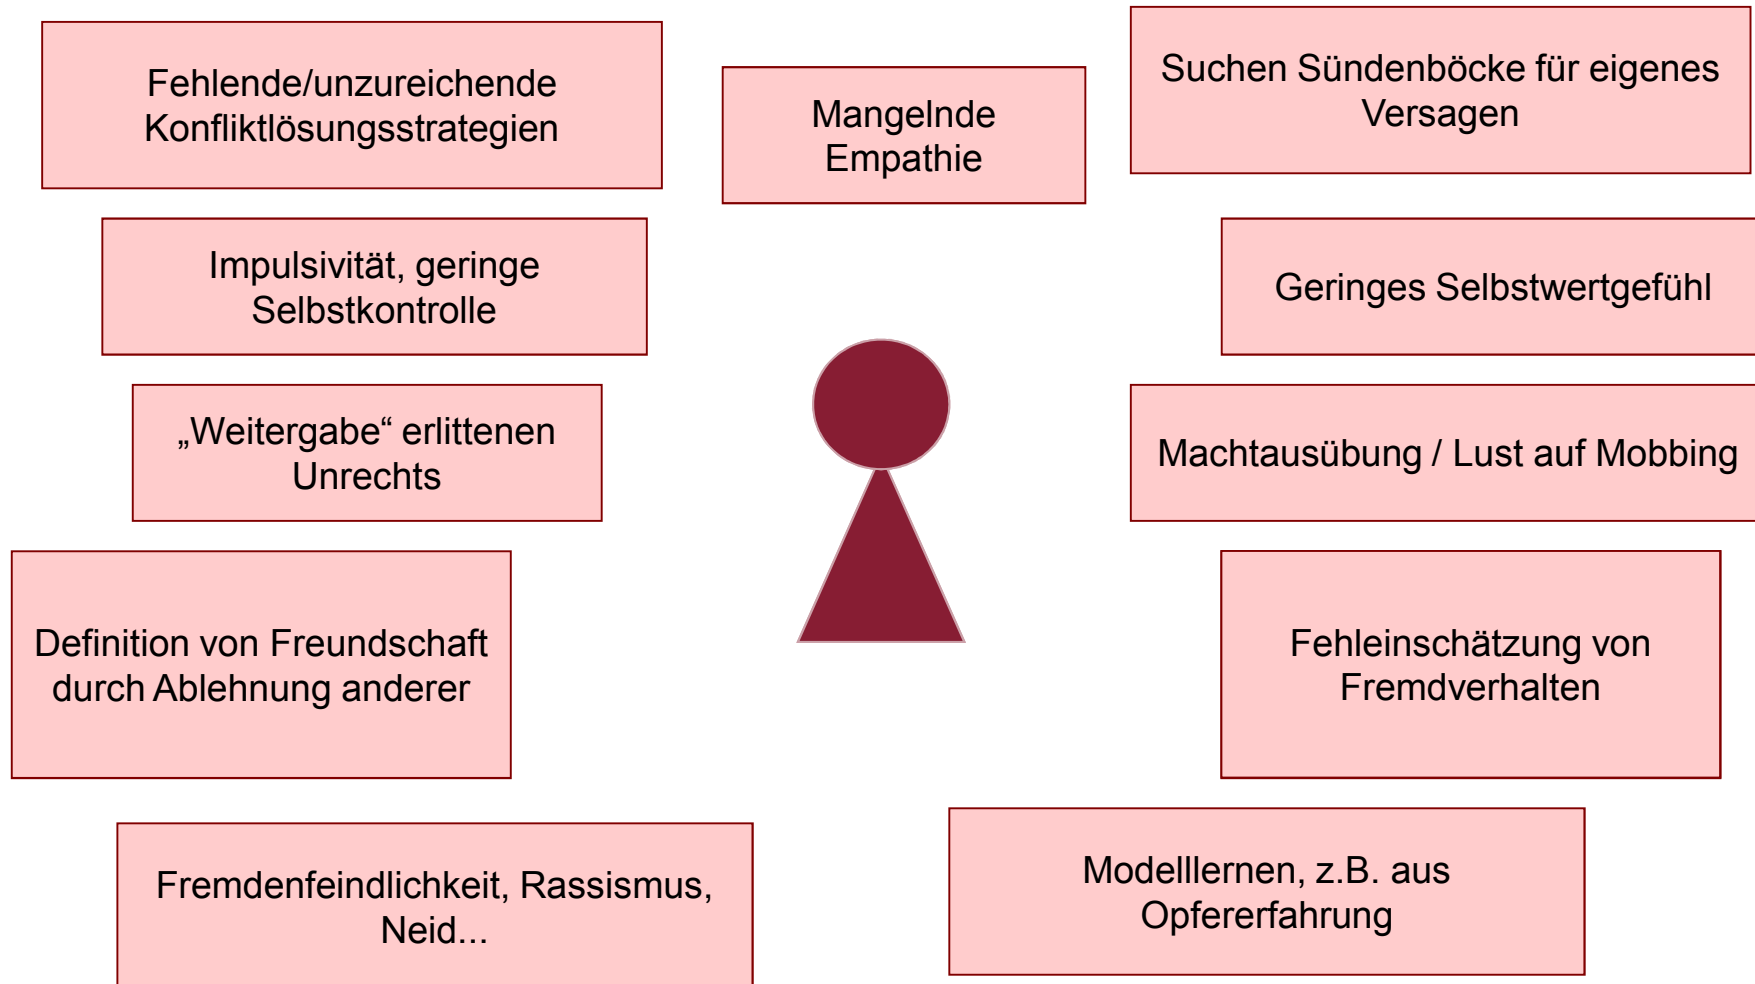 Fehlende/unzureichende
Konfliktlösungsstrategien
Mangelnde
Empathie
Suchen Sündenböcke für eigenes
Versagen
Impulsivität, geringe
Selbstkontrolle
Geringes Selbstwertgefühl
„Weitergabe“ erlittenen
Unrechts
Machtausübung / Lust auf Mobbing
Definition von Freundschaft
durch Ablehnung anderer
Fehleinschätzung von
Fremdverhalten
Fremdenfeindlichkeit, Rassismus,
Neid...
Modelllernen, z.B. aus
Opfererfahrung